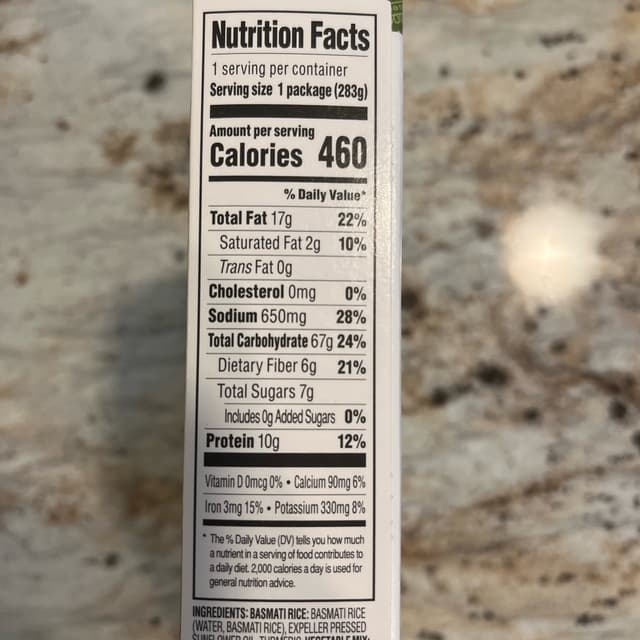 Nutrition Facts
1 serving per container
Serving size 1 package (283g)
Amount per serving
Calories 460
% Daily Value*
Total Fat 17g 22%
Saturated Fat 2g 10%
Trans Fat 0g
Cholesterol 0mg 0%
Sodium 650mg 28%
Total Carbohydrate 67g 24%
Dietary Fiber 6g 21%
Total Sugars 7g
Includes 0g Added Sugars 0%
Protein 10g 12%
Vitamin D 0mcg 0% • Calcium 90mg 6%
Iron 3mg 15% • Potassium 330mg 8%
* The % Daily Value (DV) tells you how much
a nutrient in a serving of food contributes to
a daily diet. 2,000 calories a day is used for
general nutrition advice.
INGREDIENTS: BASMATI RICE: BASMATI RICE
(WATER, BASMATI RICE), EXPELLER PRESSED
SUNFLOWER OIL, TURMERIC, VEGETABLE MIX: